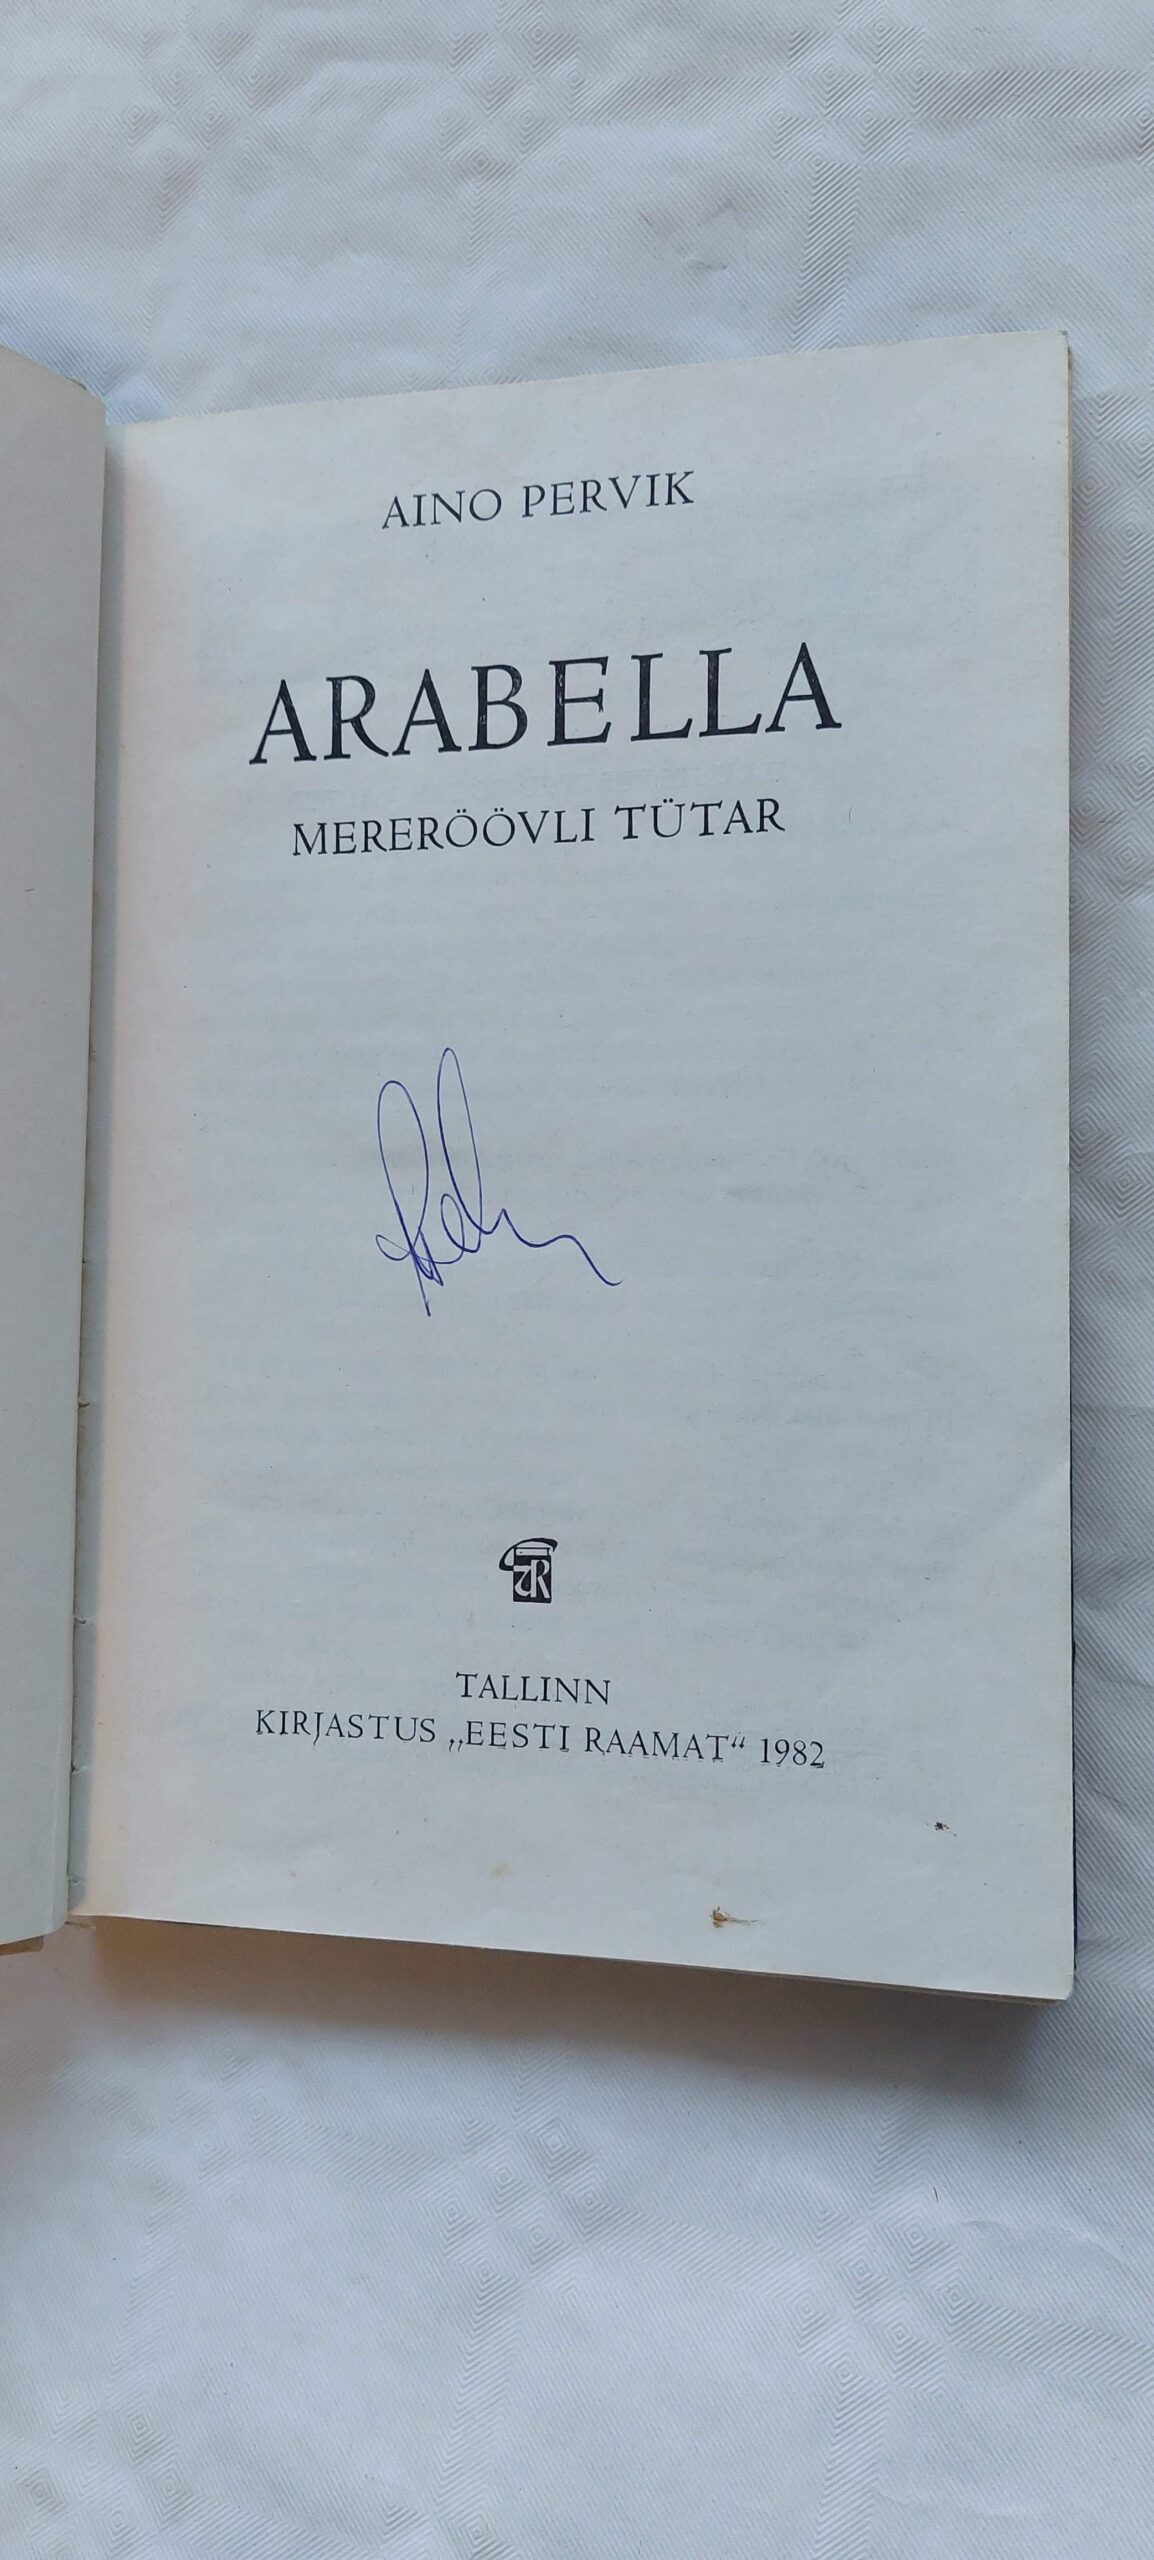 AINO PERVIK
ARABELLA
MERERÖÖVLI TÜTAR
TALLINN
KIRJASTUS „EESTI RAAMAT“ 1982